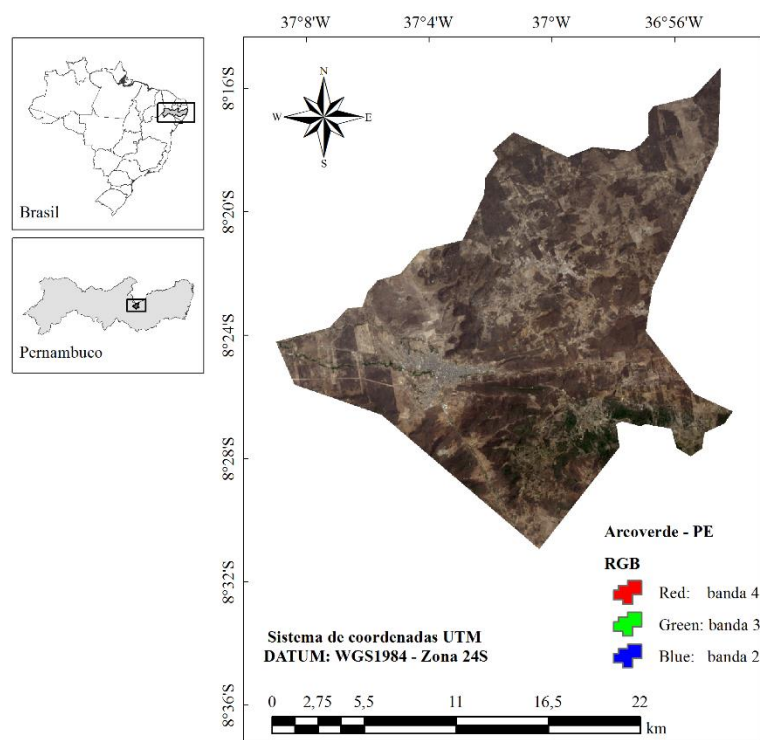 37°8'W 37°4'W 37°0'W 36°56'W
8°16'S
8°20'S
8°24'S
8°28'S
8°32'S
8°36'S
Brasil
Pernambuco
N
W E
S
Arcoverde - PE
RGB
Red: banda 4
Green: banda 3
Blue: banda 2
Sistema de coordenadas UTM
DATUM: WGS1984 - Zona 24S
0 2,75 5,5 11 16,5 22
km